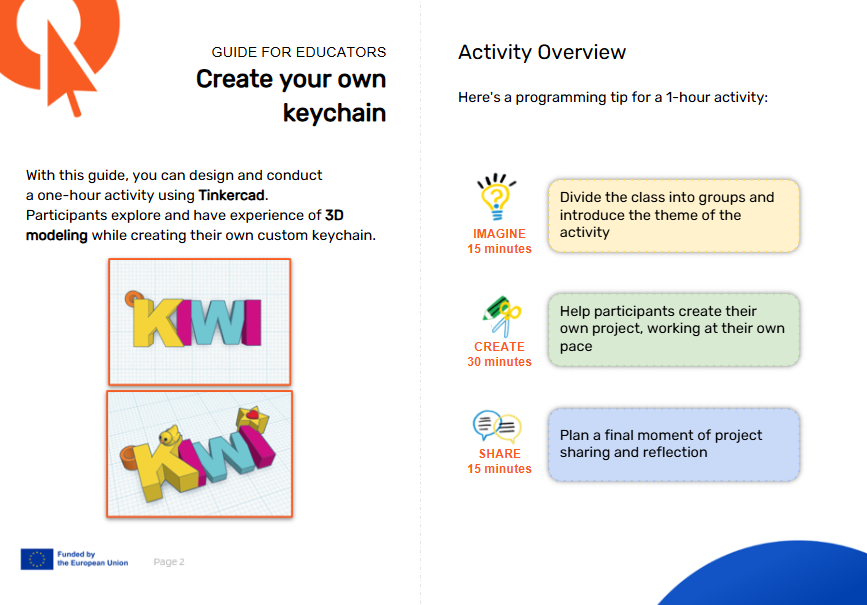 GUIDE FOR EDUCATORS
Create your own
keychain
With this guide, you can design and conduct
a one-hour activity using Tinkercad.
Participants explore and have experience of 3D
modeling while creating their own custom keychain.
KIWI
KIWI
Funded by
the European Union
Page 2
Activity Overview
Here's a programming tip for a 1-hour activity:
IMAGINE
15 minutes
Divide the class into groups and
introduce the theme of the
activity
CREATE
30 minutes
Help participants create their
own project, working at their own
pace
SHARE
15 minutes
Plan a final moment of project
sharing and reflection